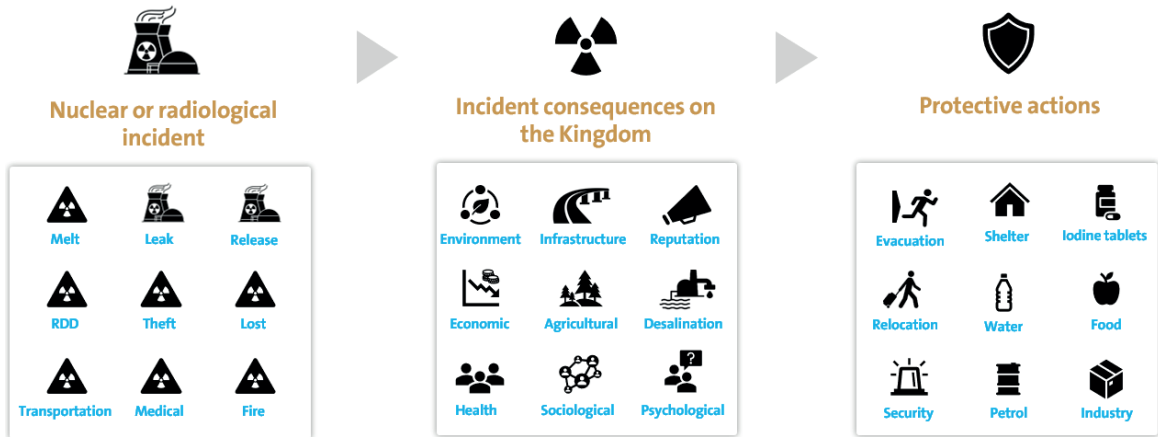 Nuclear or radiological
incident
Incident consequences on
the Kingdom
Protective actions
Melt Leak Release
RDD Theft Lost
Transportation Medical Fire
Environment Infrastructure Reputation
Economic Agricultural Desalination
Health Sociological Psychological
?
Evacuation Shelter Iodine tablets
Relocation Water Food
Security Petrol Industry